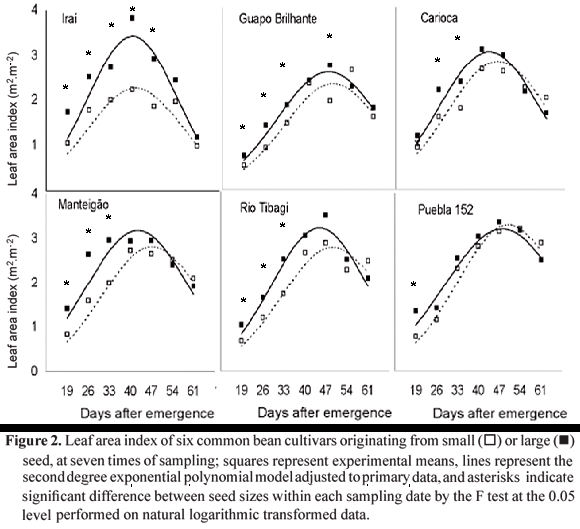 Irai
Guapo Brilhante
Carioca
Leaf area index (m².m⁻²)
4
3
2
1
* * * * *
* * * *
* *
Manteigão
Rio Tibagi
Puebla 152
Leaf area index (m².m⁻²)
4
3
2
1
0
* * *
* * *
*
19 26 33 40 47 54 61
19 26 33 40 47 54 61
19 26 33 40 47 54 61
Days after emergence
Days after emergence
Days after emergence
Figure 2. Leaf area index of six common bean cultivars originating from small (□) or large (■)
seed, at seven times of sampling; squares represent experimental means, lines represent the
second degree exponential polynomial model adjusted to primary data, and asterisks indicate
significant difference between seed sizes within each sampling date by the F test at the 0.05
level performed on natural logarithmic transformed data.